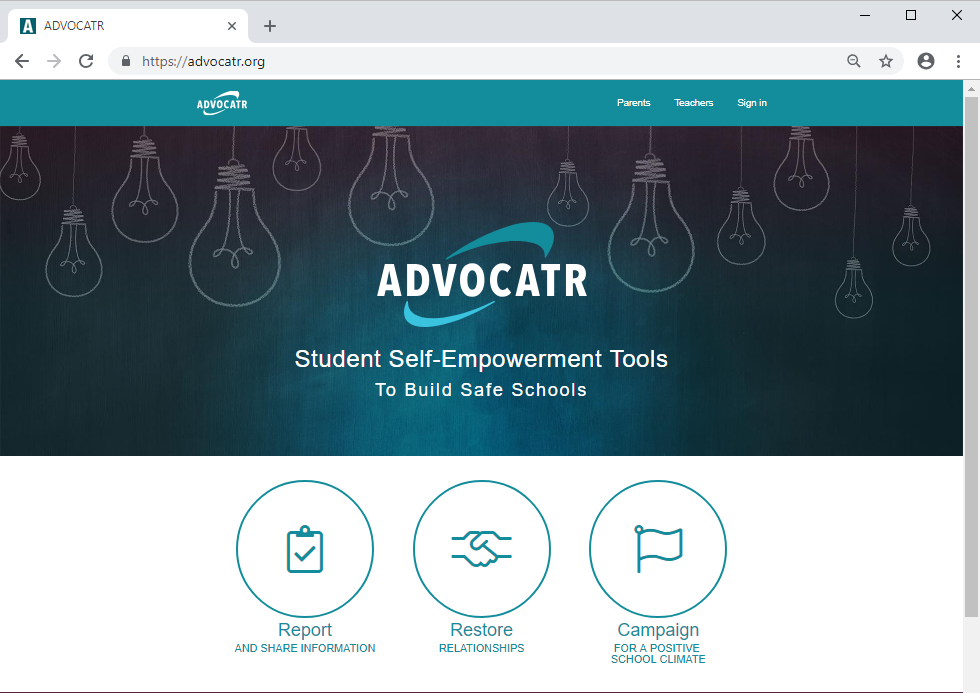 ADVOCATR
https://advocatr.org
ADVOCATR
Parents Teachers Sign in
ADVOCATR
Student Self-Empowerment Tools
To Build Safe Schools
Report
AND SHARE INFORMATION
Restore
RELATIONSHIPS
Campaign
FOR A POSITIVE
SCHOOL CLIMATE